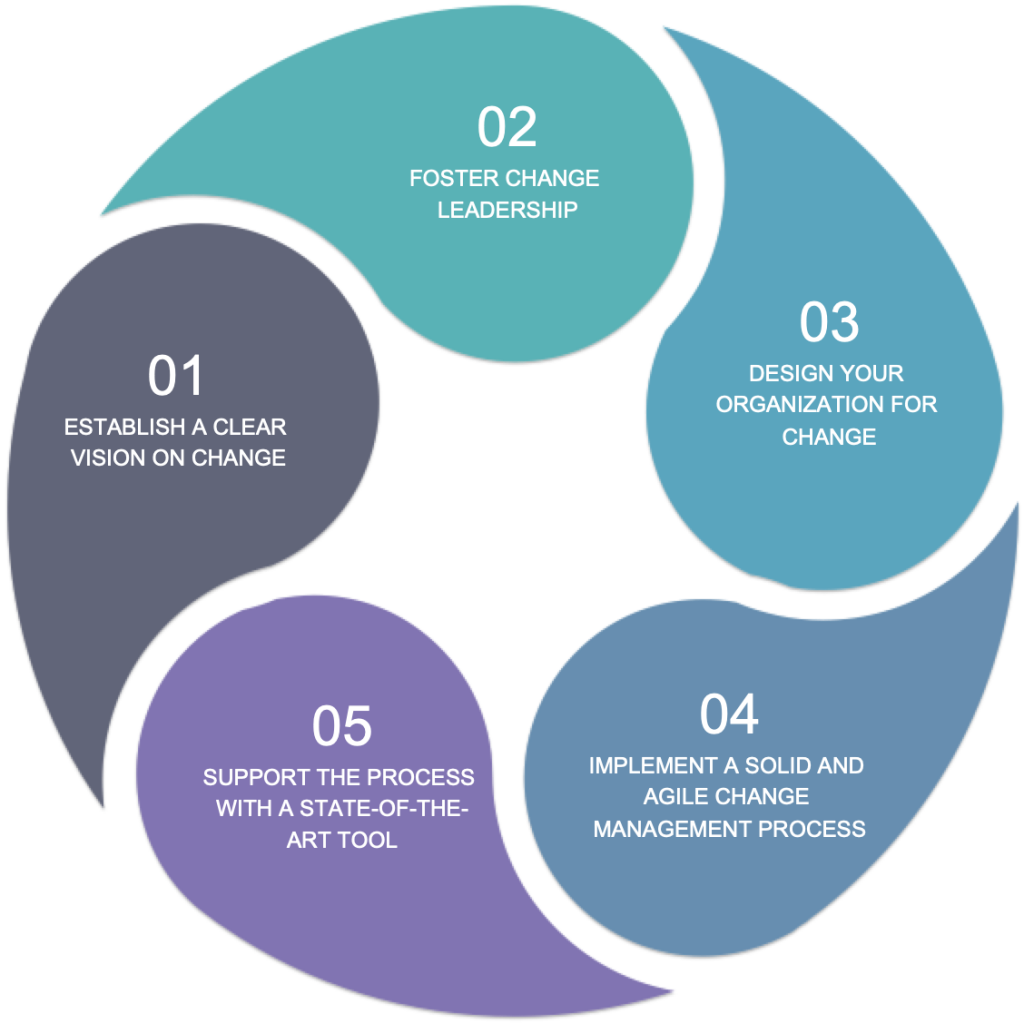 01
ESTABLISH A CLEAR
VISION ON CHANGE
02
FOSTER CHANGE
LEADERSHIP
03
DESIGN YOUR
ORGANIZATION FOR
CHANGE
04
IMPLEMENT A SOLID AND
AGILE CHANGE
MANAGEMENT PROCESS
05
SUPPORT THE PROCESS
WITH A STATE-OF-THE-
ART TOOL